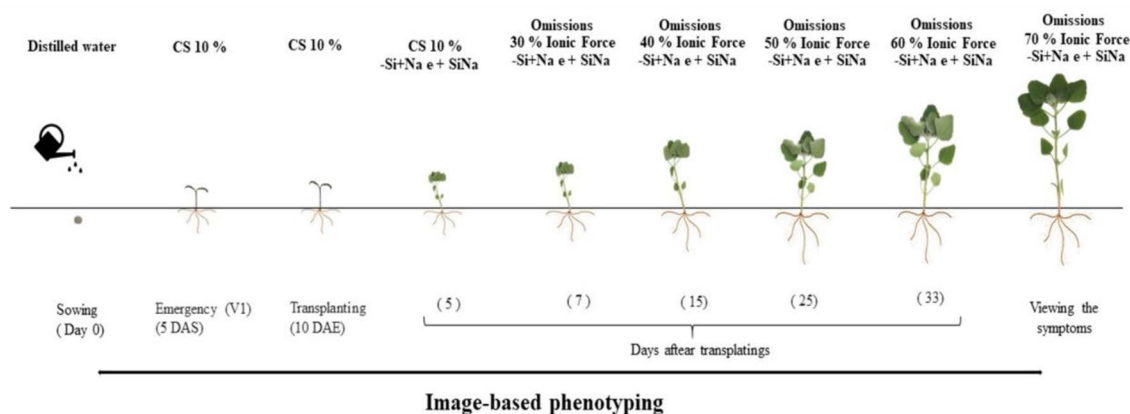 Distilled water
CS 10 %
CS 10 %
CS 10 %
-Si+Na e + SiNa
Omissions
30 % Ionic Force
-Si+Na e + SiNa
Omissions
40 % Ionic Force
-Si+Na e + SiNa
Omissions
50 % Ionic Force
-Si+Na e + SiNa
Omissions
60 % Ionic Force
-Si+Na e + SiNa
Omissions
70 % Ionic Force
-Si+Na e + SiNa
Sowing
( Day 0)
Emergency (V1)
(5 DAS)
Transplanting
(10 DAE)
( 5 )
( 7 )
( 15)
( 25)
( 33)
Viewing the
symptoms
Days aftear transplatings
Image-based phenotyping